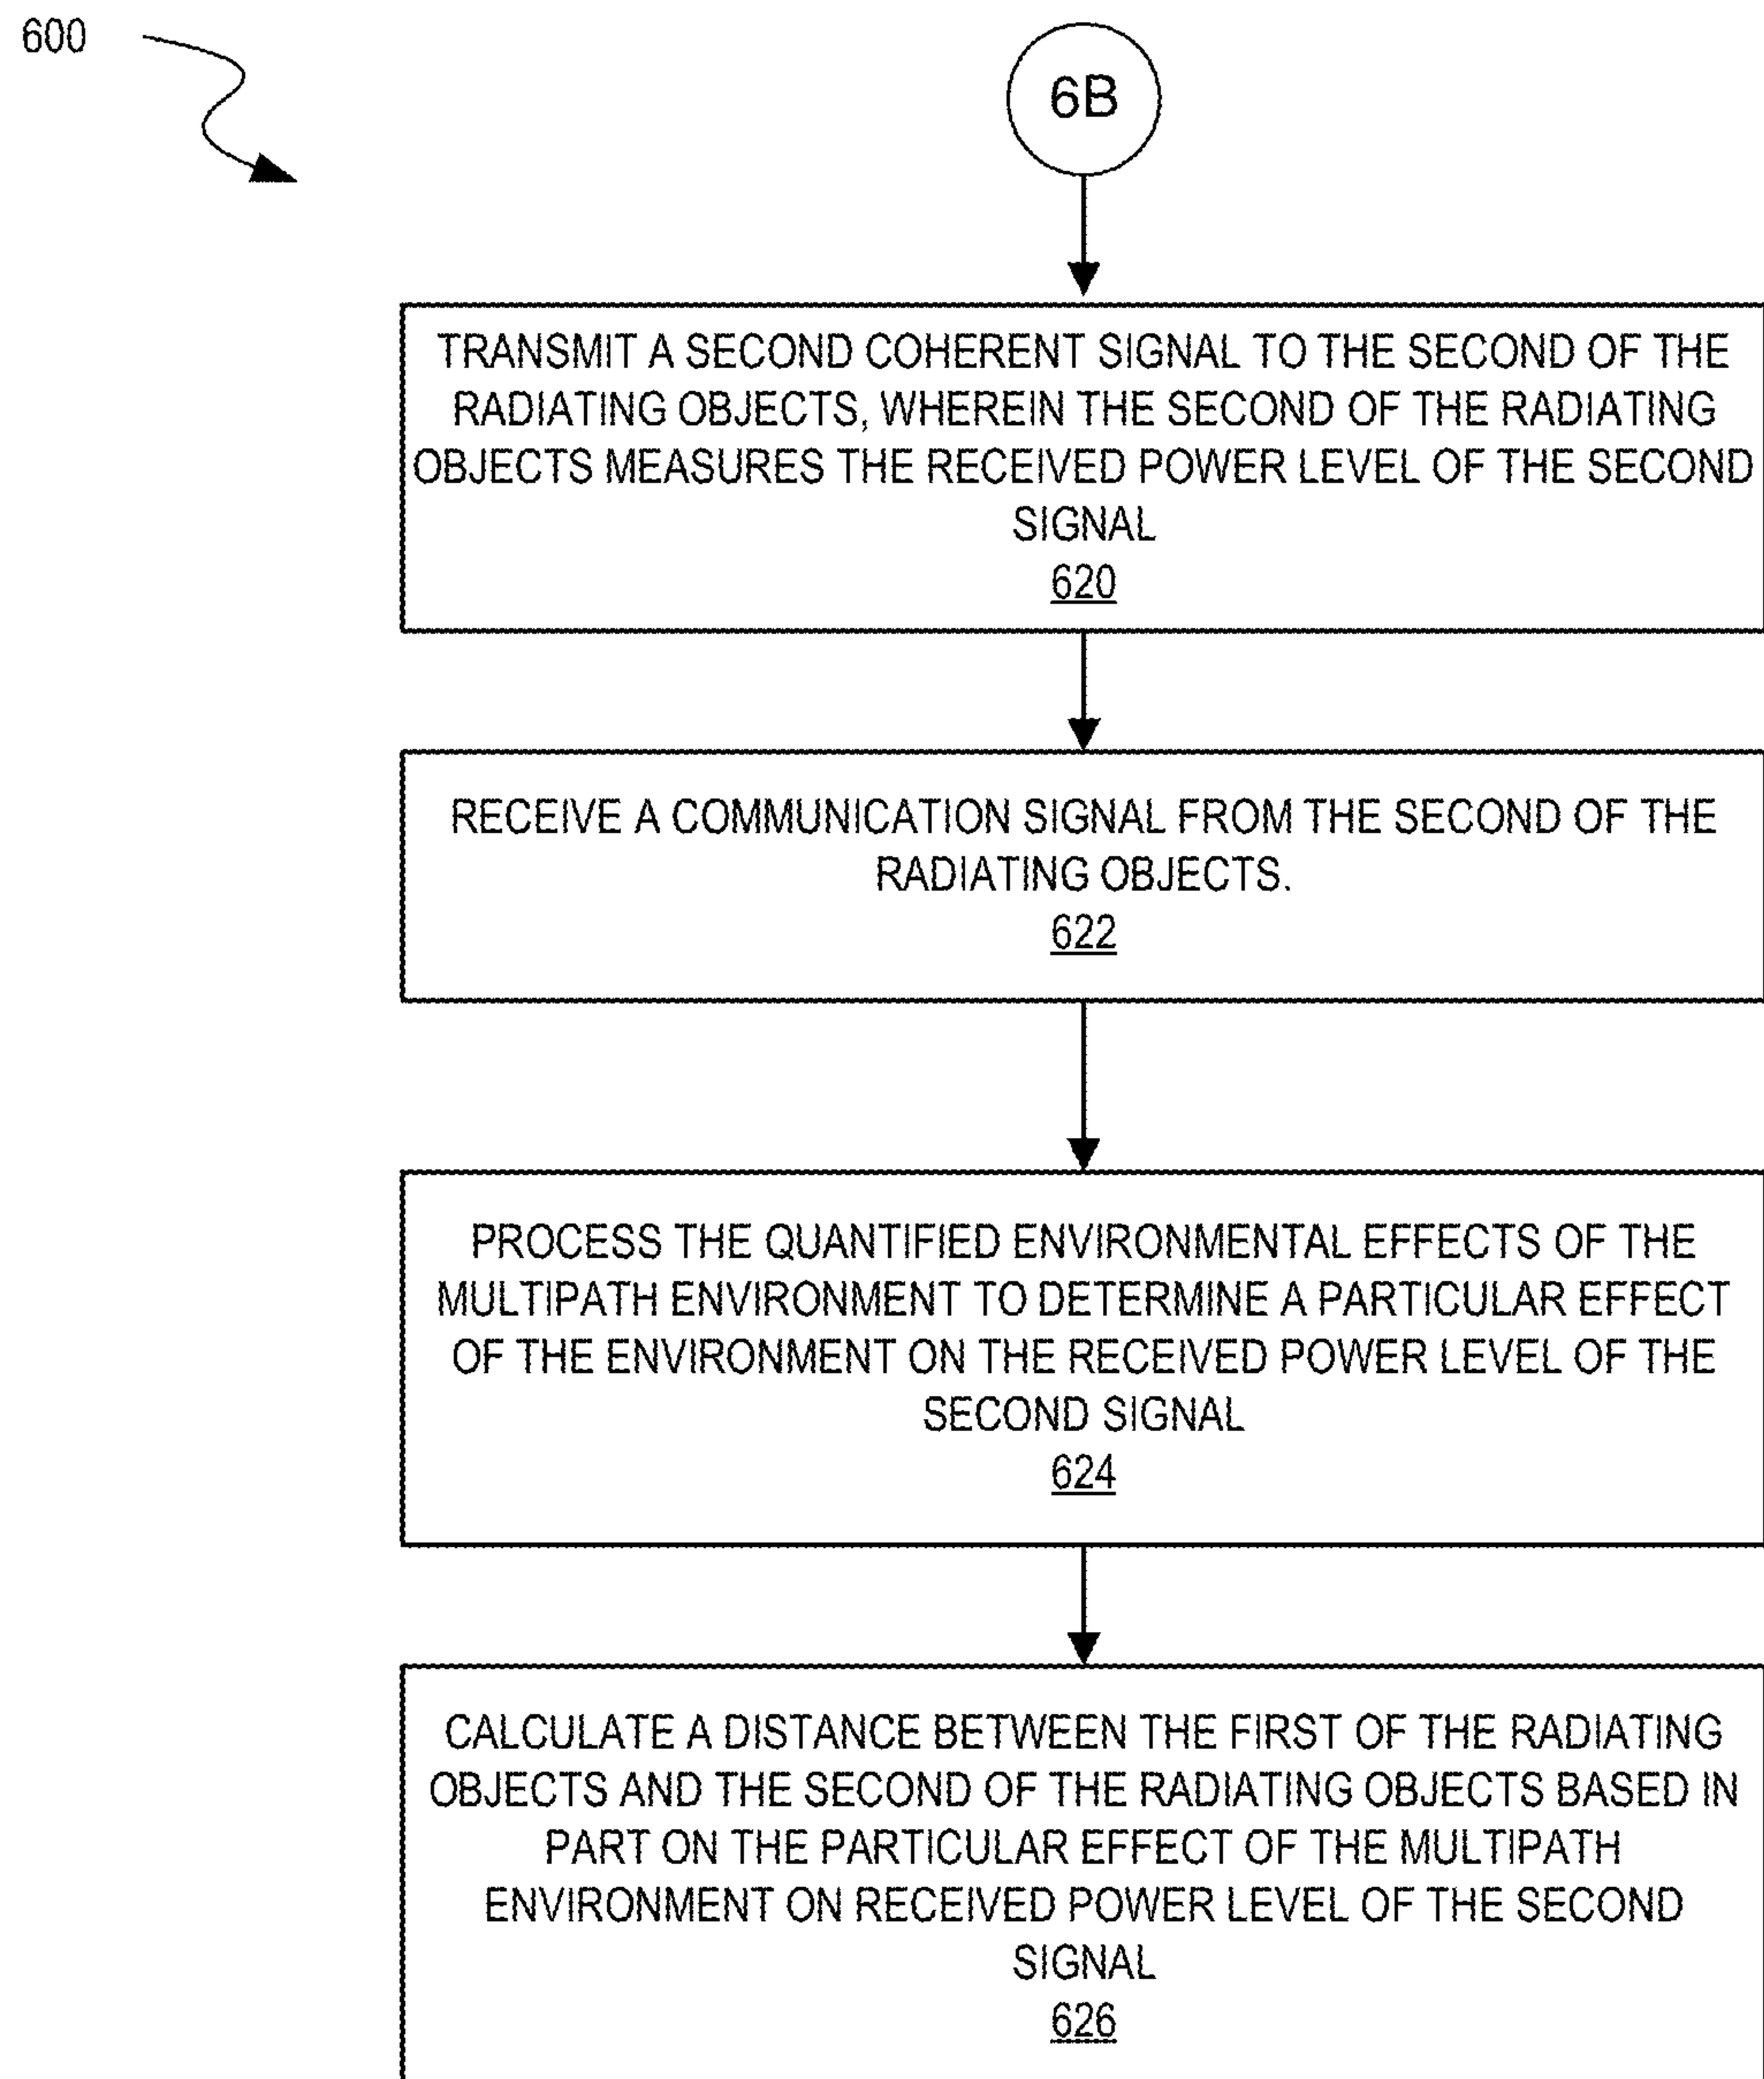 600
6B
TRANSMIT A SECOND COHERENT SIGNAL TO THE SECOND OF THE
RADIATING OBJECTS, WHEREIN THE SECOND OF THE RADIATING
OBJECTS MEASURES THE RECEIVED POWER LEVEL OF THE SECOND
SIGNAL
620
RECEIVE A COMMUNICATION SIGNAL FROM THE SECOND OF THE
RADIATING OBJECTS.
622
PROCESS THE QUANTIFIED ENVIRONMENTAL EFFECTS OF THE
MULTIPATH ENVIRONMENT TO DETERMINE A PARTICULAR EFFECT
OF THE ENVIRONMENT ON THE RECEIVED POWER LEVEL OF THE
SECOND SIGNAL
624
CALCULATE A DISTANCE BETWEEN THE FIRST OF THE RADIATING
OBJECTS AND THE SECOND OF THE RADIATING OBJECTS BASED IN
PART ON THE PARTICULAR EFFECT OF THE MULTIPATH
ENVIRONMENT ON RECEIVED POWER LEVEL OF THE SECOND
SIGNAL
626